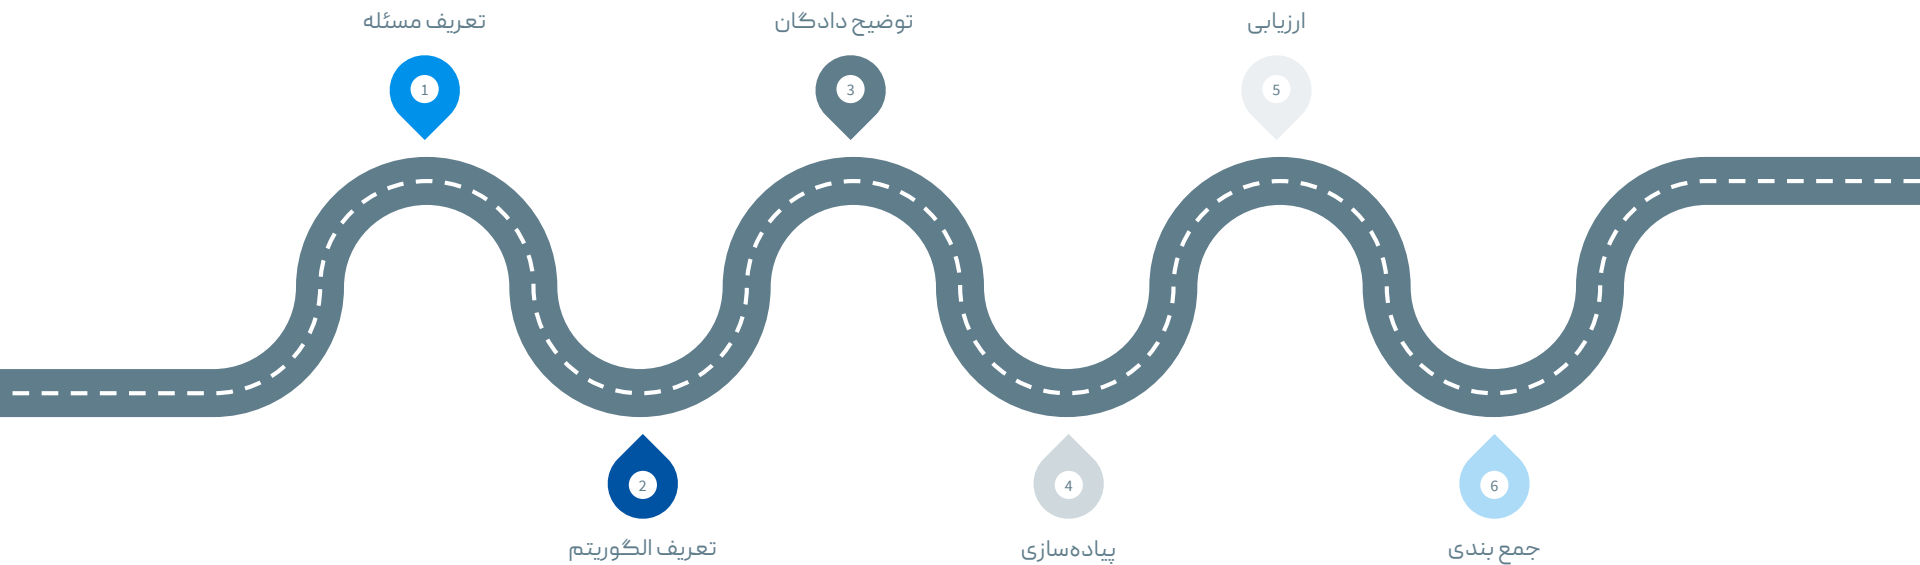 تعریف مسئله
1
تعریف الگوریتم
2
توضیح دادگان
3
پیاده‌سازی
4
ارزیابی
5
جمع بندی
6